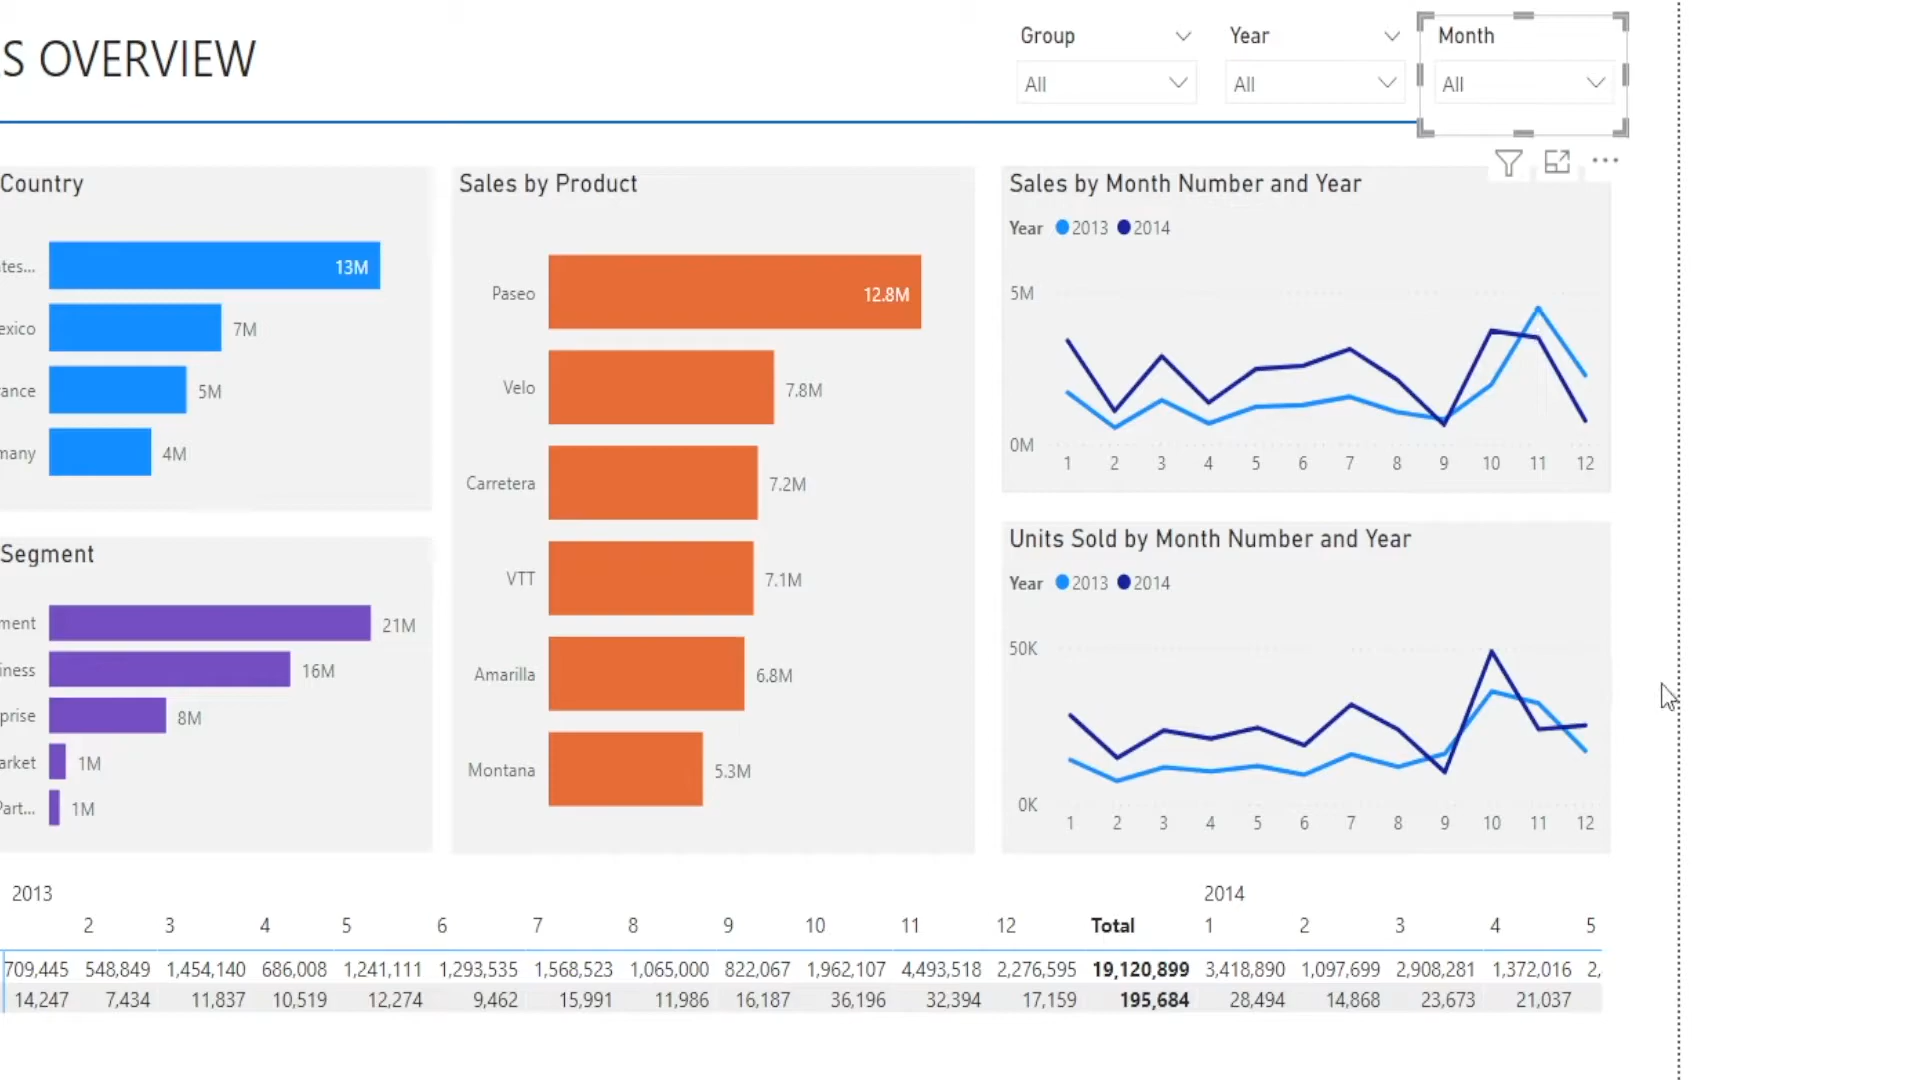 S OVERVIEW
Group
Year
Month
All
All
All
Country
tes...
13M
exico
7M
ance
5M
many
4M
Segment
ment
21M
iness
16M
prise
8M
arket
1M
Part...
1M
Sales by Product
Paseo
12.8M
Velo
7.8M
Carretera
7.2M
VTT
7.1M
Amarilla
6.8M
Montana
5.3M
Sales by Month Number and Year
Year 2013 2014
5M
0M
1 2 3 4 5 6 7 8 9 10 11 12
Units Sold by Month Number and Year
Year 2013 2014
50K
0K
1 2 3 4 5 6 7 8 9 10 11 12
2013 2014
2 3 4 5 6 7 8 9 10 11 12 Total 1 2 3 4 5
709,445 548,849 1,454,140 686,008 1,241,111 1,293,535 1,568,523 1,065,000 822,067 1,962,107 4,493,518 2,276,595 19,120,899 3,418,890 1,097,699 2,908,281 1,372,016 2,
14,247 7,434 11,837 10,519 12,274 9,462 15,991 11,986 16,187 36,196 32,394 17,159 195,684 28,494 14,868 23,673 21,037